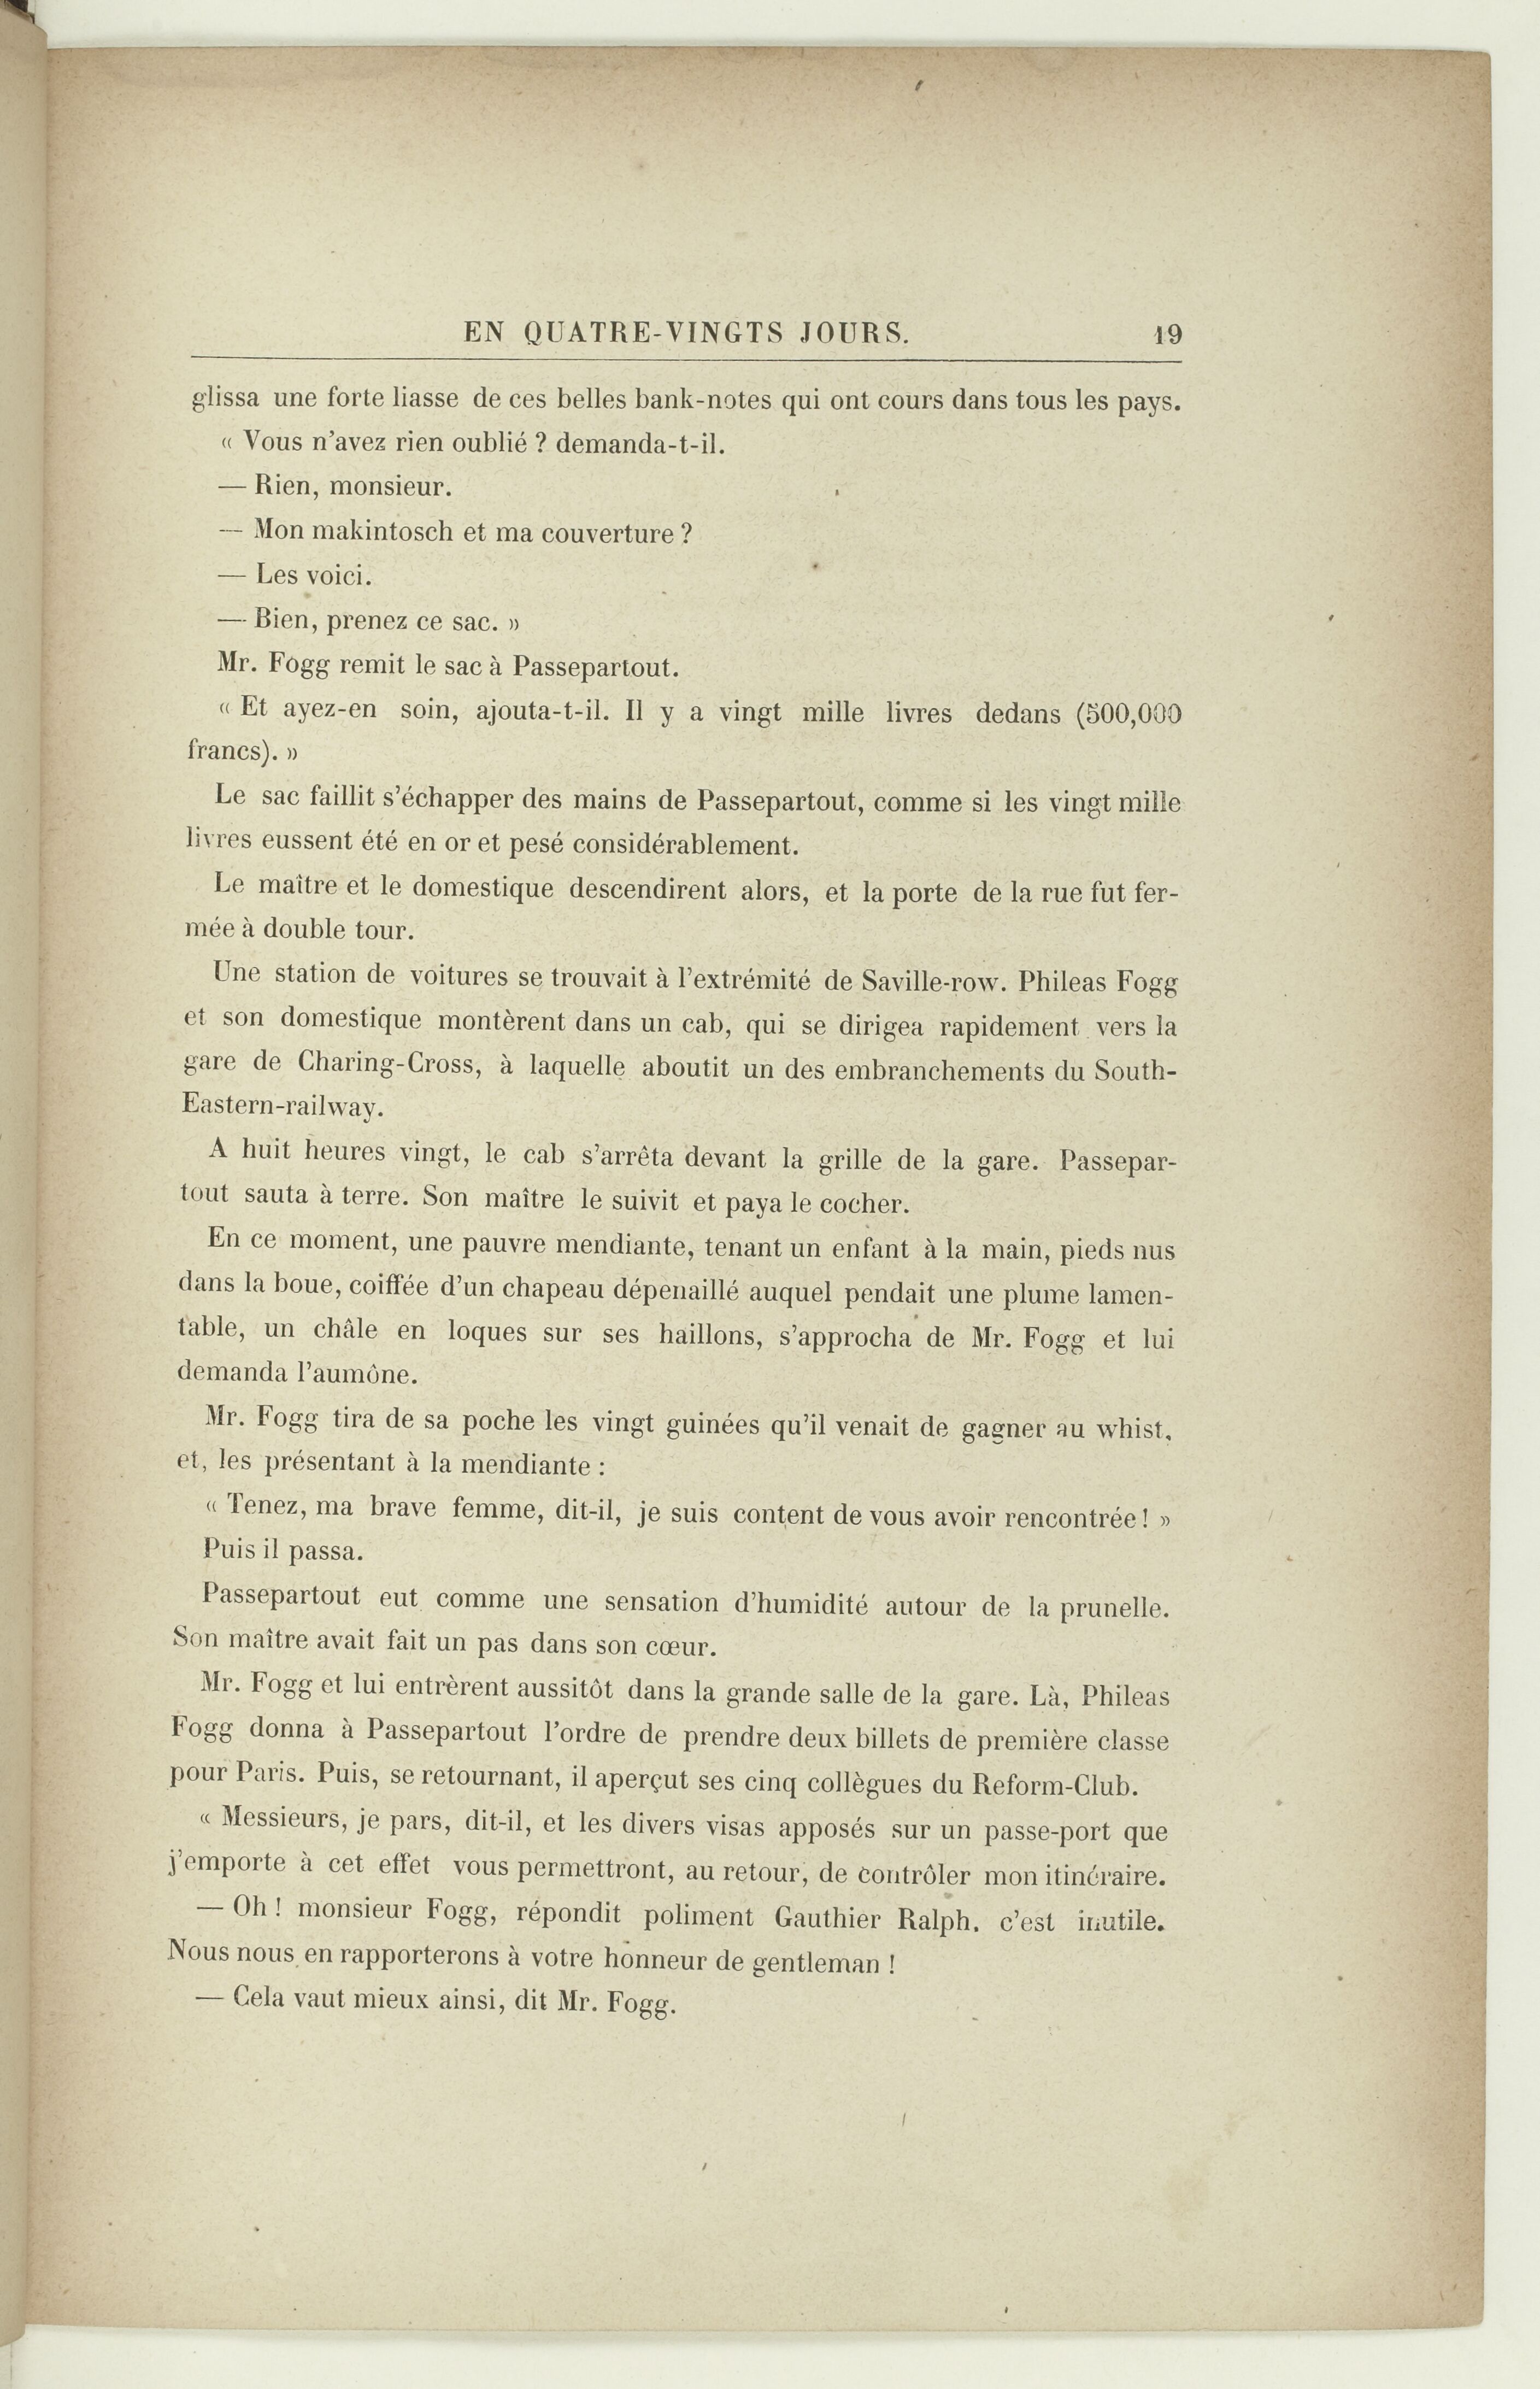 EN QUATRE-VINGTS JOURS. 19
glissa une forte liasse de ces belles bank-notes qui ont cours dans tous les pays.
« Vous n'avez rien oublié ? demanda-t-il.
— Rien, monsieur.
— Mon makintosch et ma couverture ?
— Les voici.
— Bien, prenez ce sac. »
Mr. Fogg remit le sac à Passepartout.
« Et ayez-en soin, ajouta-t-il. Il y a vingt mille livres dedans (500,000
francs). »
Le sac faillit s'échapper des mains de Passepartout, comme si les vingt mille
livres eussent été en or et pesé considérablement.
Le maître et le domestique descendirent alors, et la porte de la rue fut fer-
mée à double tour.
Une station de voitures se trouvait à l'extrémité de Saville-row. Phileas Fogg
et son domestique montèrent dans un cab, qui se dirigea rapidement vers la
gare de Charing-Cross, à laquelle aboutit un des embranchements du South-
Eastern-railway.
A huit heures vingt, le cab s'arrêta devant la grille de la gare. Passepar-
tout sauta à terre. Son maître le suivit et paya le cocher.
En ce moment, une pauvre mendiante, tenant un enfant à la main, pieds nus
dans la boue, coiffée d'un chapeau dépenaillé auquel pendait une plume lamen-
table, un châle en loques sur ses haillons, s'approcha de Mr. Fogg et lui
demanda l'aumône.
Mr. Fogg tira de sa poche les vingt guinées qu'il venait de gagner au whist,
et, les présentant à la mendiante :
« Tenez, ma brave femme, dit-il, je suis content de vous avoir rencontrée ! »
Puis il passa.
Passepartout eut comme une sensation d'humidité autour de la prunelle.
Son maître avait fait un pas dans son cœur.
Mr. Fogg et lui entrèrent aussitôt dans la grande salle de la gare. Là, Phileas
Fogg donna à Passepartout l'ordre de prendre deux billets de première classe
pour Paris. Puis, se retournant, il aperçut ses cinq collègues du Reform-Club.
« Messieurs, je pars, dit-il, et les divers visas apposés sur un passe-port que
j'emporte à cet effet vous permettront, au retour, de contrôler mon itinéraire.
— Oh ! monsieur Fogg, répondit poliment Gauthier Ralph. c'est inutile.
Nous nous en rapporterons à votre honneur de gentleman !
— Cela vaut mieux ainsi, dit Mr. Fogg.